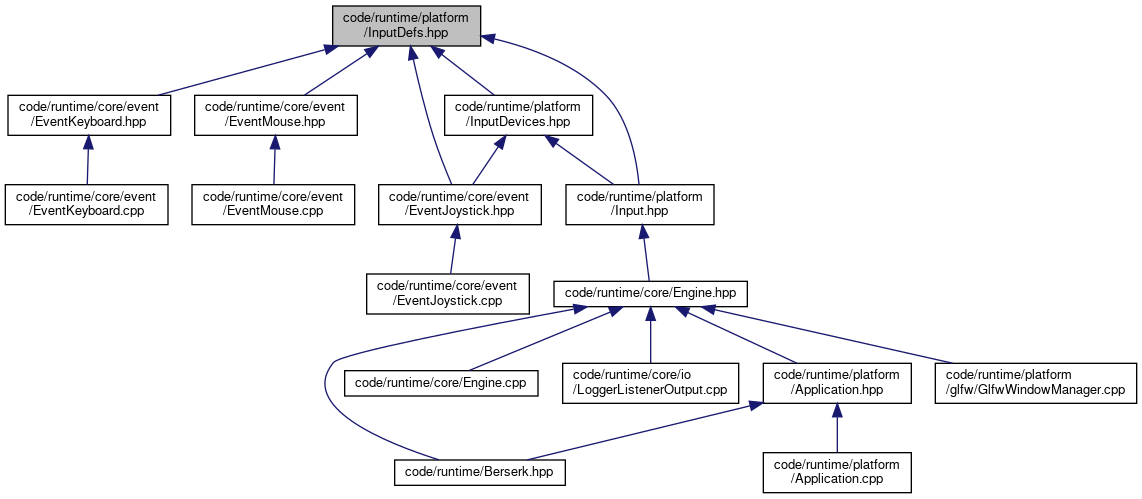 code/runtime/platform
/InputDefs.hpp
code/runtime/core/event
/EventKeyboard.hpp
code/runtime/core/event
/EventMouse.hpp
code/runtime/platform
/InputDevices.hpp
code/runtime/core/event
/EventKeyboard.cpp
code/runtime/core/event
/EventMouse.cpp
code/runtime/core/event
/EventJoystick.hpp
code/runtime/platform
/Input.hpp
code/runtime/core/event
/EventJoystick.cpp
code/runtime/core/Engine.hpp
code/runtime/core/Engine.cpp
code/runtime/core/io
/LoggerListenerOutput.cpp
code/runtime/platform
/Application.hpp
code/runtime/platform
/glfw/GlfwWindowManager.cpp
code/runtime/Berserk.hpp
code/runtime/platform
/Application.cpp